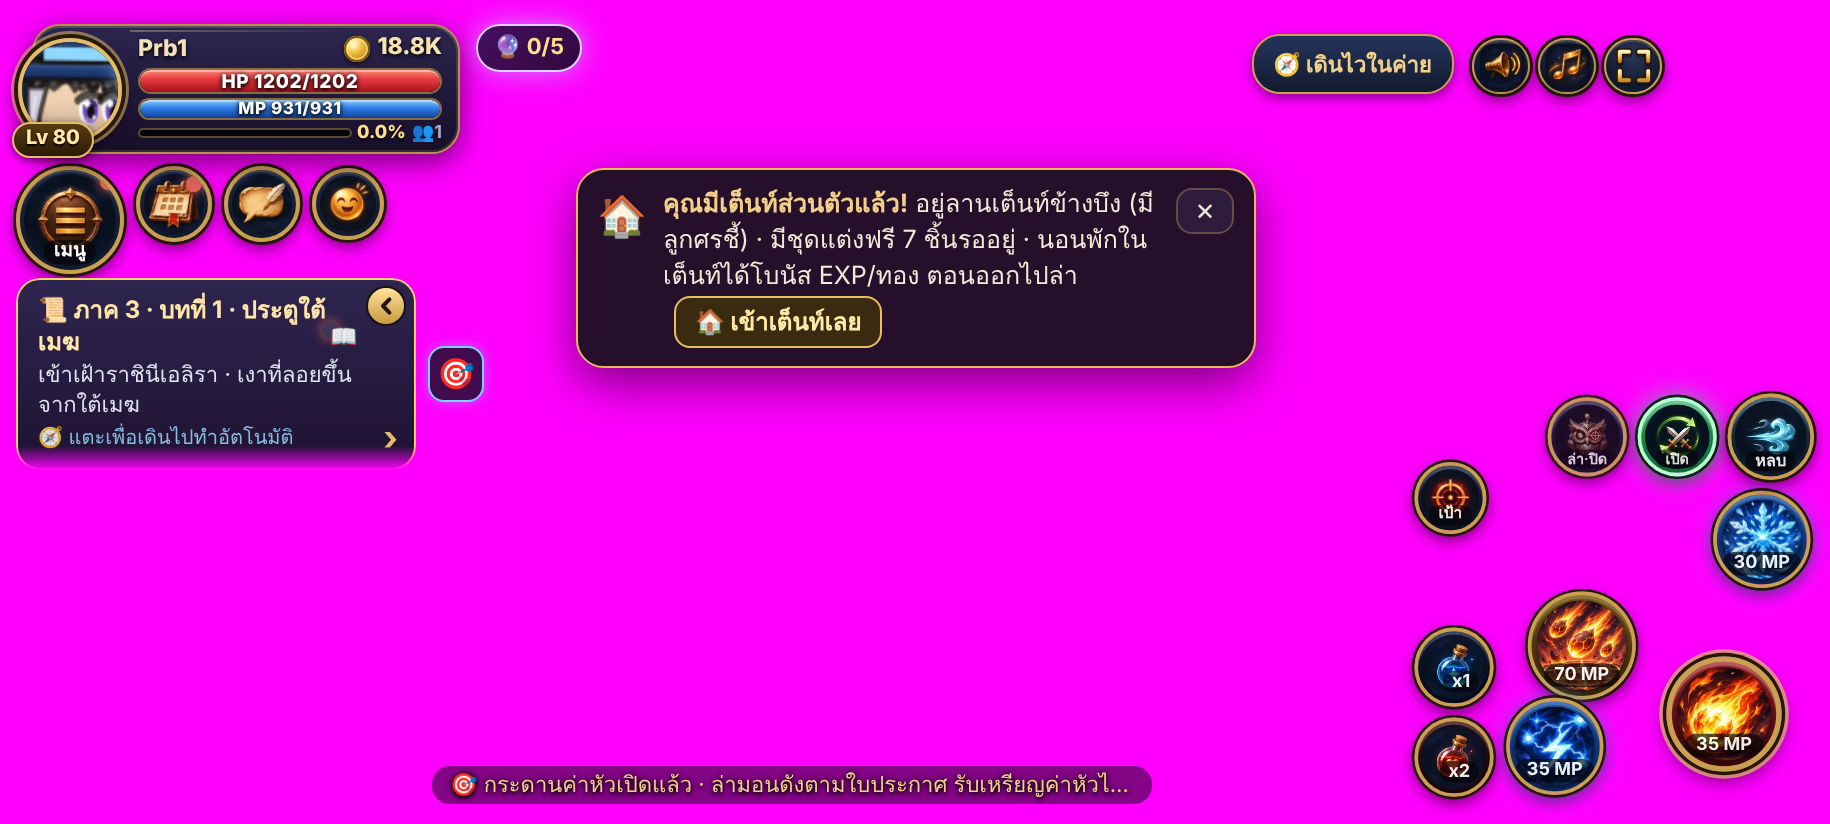 Prb1
18.8K
HP 1202/1202
MP 931/931
0.0% 1
Lv 80
0/5
เดินไวในค่าย
เมนู
ภาค 3 · บทที่ 1 · ประตูใต้
เมฆ
เข้าเฝ้าราชินีเอลิรา · เงาที่ลอยขึ้น
จากใต้เมฆ
แตะเพื่อเดินไปทำอัตโนมัติ
คุณมีเต็นท์ส่วนตัวแล้ว! อยู่ลานเต็นท์ข้างบึง (มี
ลูกศรชี้) · มีชุดแต่งฟรี 7 ชิ้นรออยู่ · นอนพักใน
เต็นท์ได้โบนัส EXP/ทอง ตอนออกไปล่า
เข้าเต็นท์เลย
ล่า·ปิด
เปิด
หลบ
เป้า
30 MP
70 MP
x1
35 MP
x2
35 MP
กระดานค่าหัวเปิดแล้ว · ล่ามอนดังตามใบประกาศ รับเหรียญค่าหัวไ...